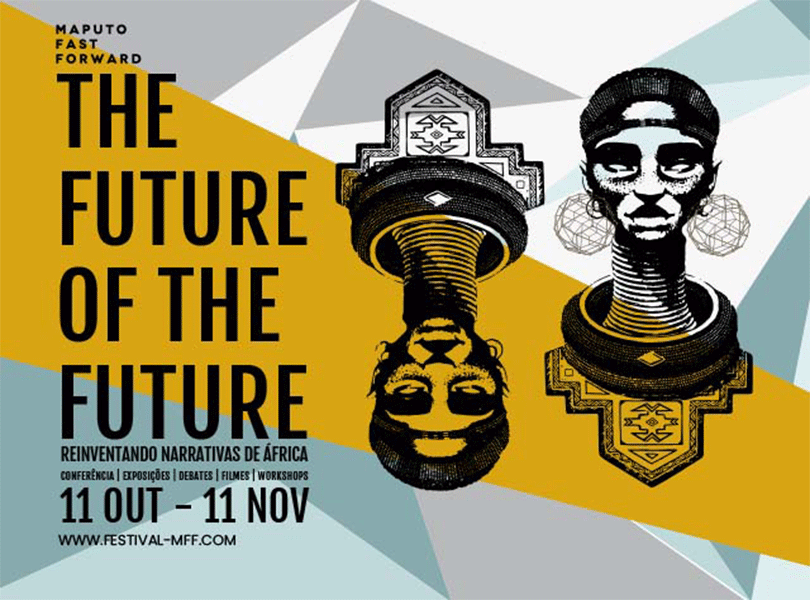 MAPUTO
FAST
FORWARD
THE
FUTURE
OF THE
FUTURE
REINVENTANDO NARRATIVAS DE ÁFRICA
CONFERÊNCIA | EXPOSIÇÕES | DEBATES | FILMES | WORKSHOPS
11 OUT – 11 NOV
WWW.FESTIVAL-MFF.COM